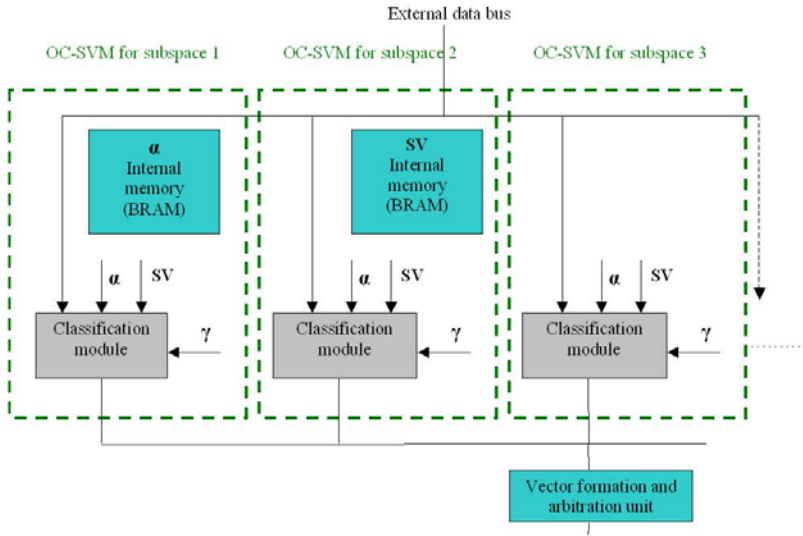 External data bus
OC-SVM for subspace 1
OC-SVM for subspace 2
OC-SVM for subspace 3
α
Internal
memory
(BRAM)
SV
Internal
memory
(BRAM)
α
SV
α
SV
α
SV
Classification
module
γ
Classification
module
γ
Classification
module
γ
Vector formation and
arbitration unit